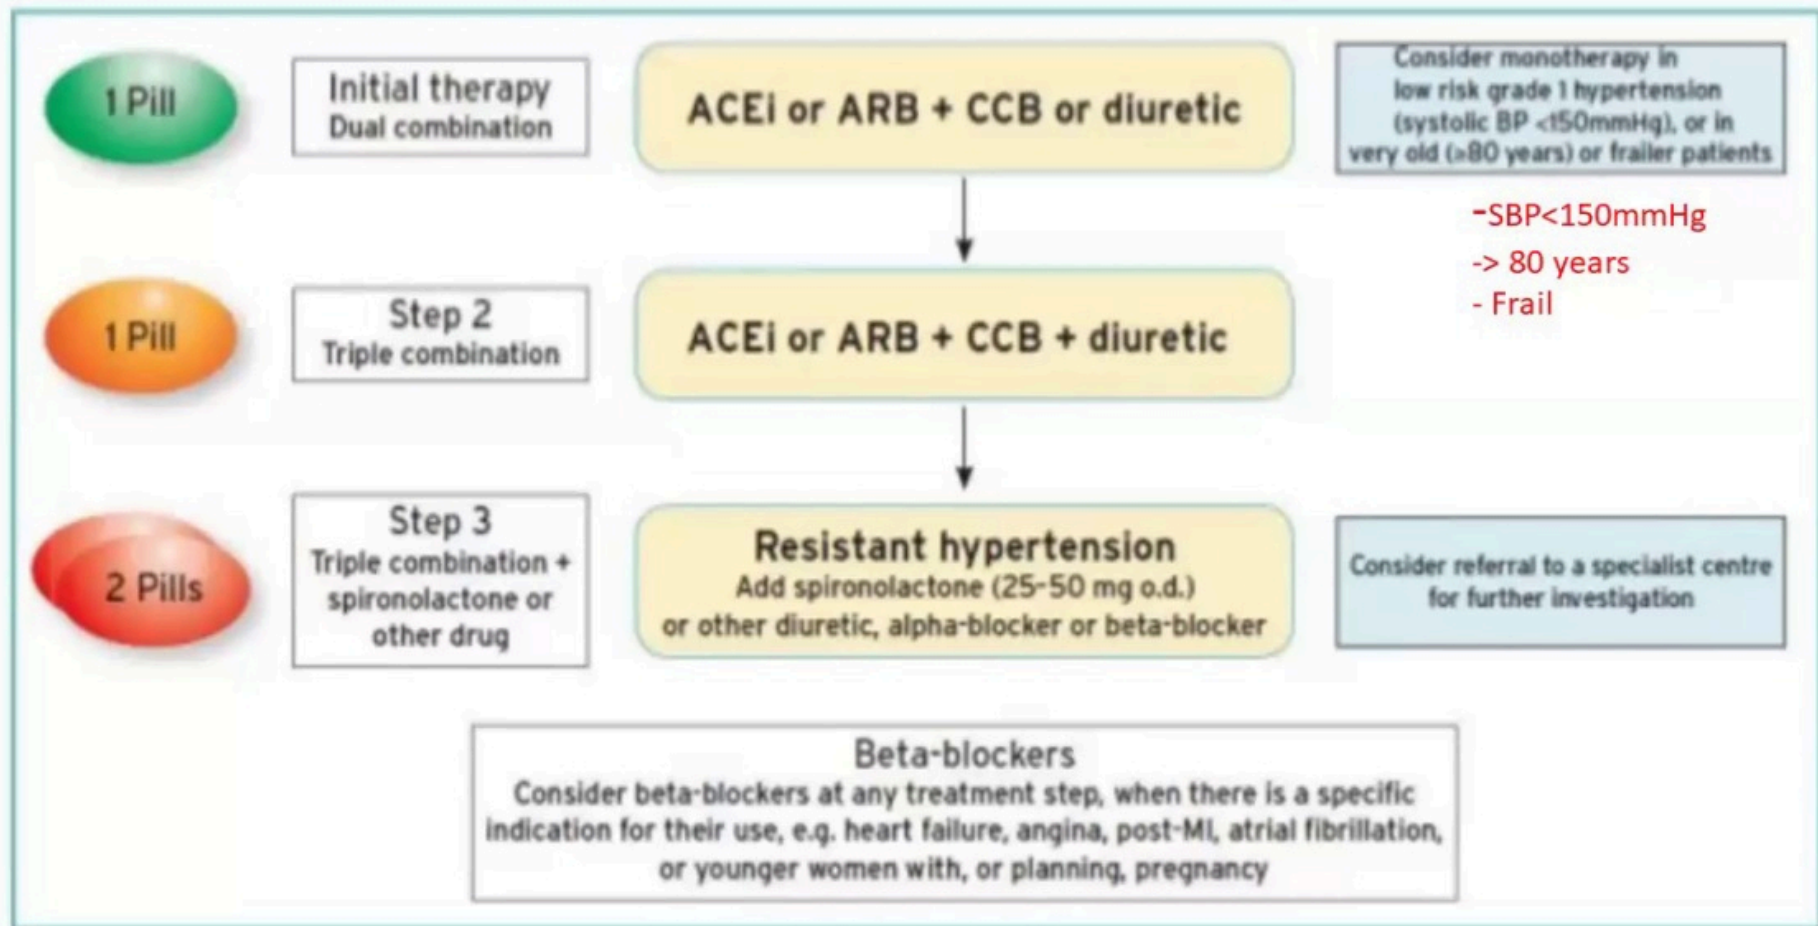 1 Pill
Initial therapy
Dual combination
ACEi or ARB + CCB or diuretic
Consider monotherapy in
low risk grade 1 hypertension
(systolic BP <150mmHg), or in
very old (≥80 years) or frailer patients
-SBP<150mmHg
-> 80 years
- Frail
1 Pill
Step 2
Triple combination
ACEi or ARB + CCB + diuretic
2 Pills
Step 3
Triple combination +
spironolactone or
other drug
Resistant hypertension
Add spironolactone (25-50 mg o.d.)
or other diuretic, alpha-blocker or beta-blocker
Consider referral to a specialist centre
for further investigation
Beta-blockers
Consider beta-blockers at any treatment step, when there is a specific
indication for their use, e.g. heart failure, angina, post-MI, atrial fibrillation,
or younger women with, or planning, pregnancy